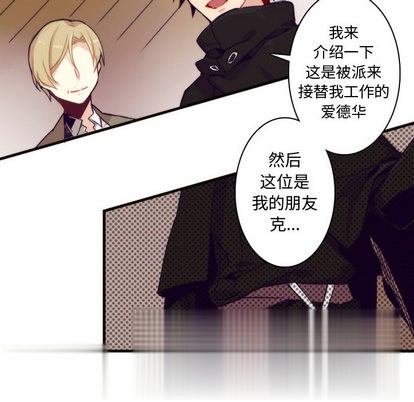 我来
介绍一下
这是被派来
接替我工作的
爱德华
然后
这位是
我的朋友
克...